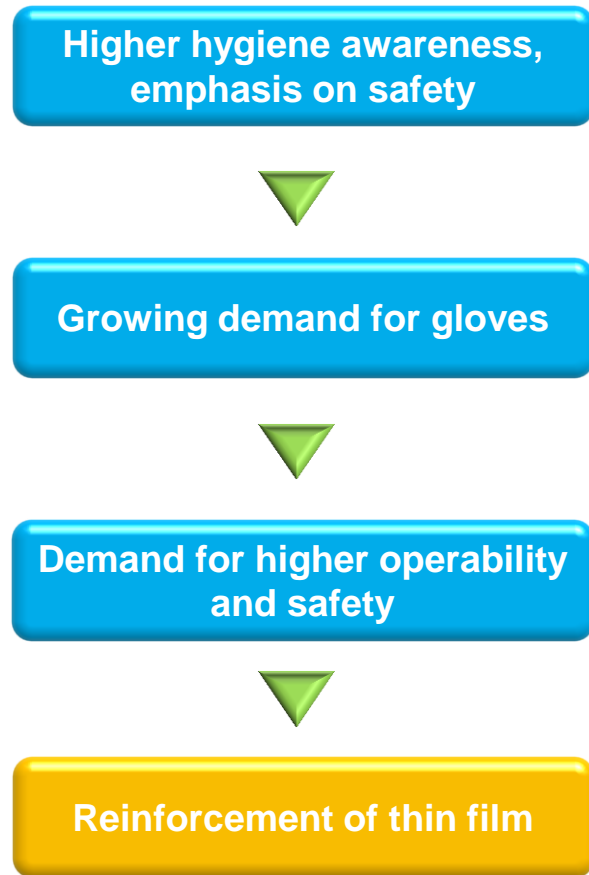 Higher hygiene awareness,
emphasis on safety
Growing demand for gloves
Demand for higher operability
and safety
Reinforcement of thin film